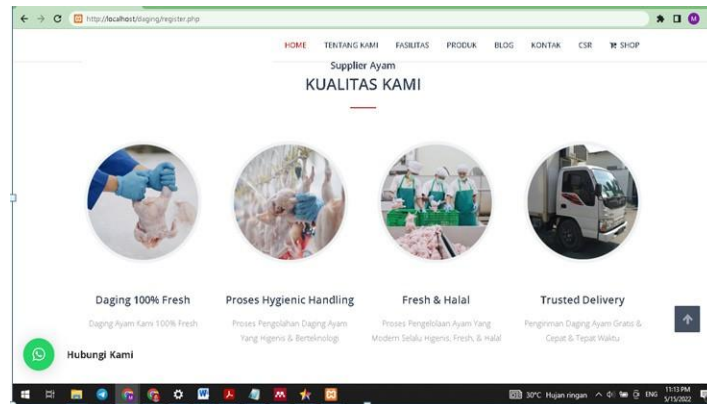 http://localhost/daging/register.php
M
HOME TENTANG KAMI FASILITAS PRODUK BLOG KONTAK CSR SHOP
Supplier Ayam
KUALITAS KAMI
Daging 100% Fresh Proses Hygienic Handling Fresh & Halal Trusted Delivery
Daging Ayam Kami 100% Fresh Proses Pengolahan Daging Ayam Proses Pengelolaan Ayam Yang Pengiriman Daging Ayam Gratis &
Yang Higenis & Berteknologi Modern Selalu Higenis, Fresh, & Halal Cepat & Tepat Waktu
Hubungi Kami
30°C Hujan ringan ENG 11:13 PM
5/15/2022